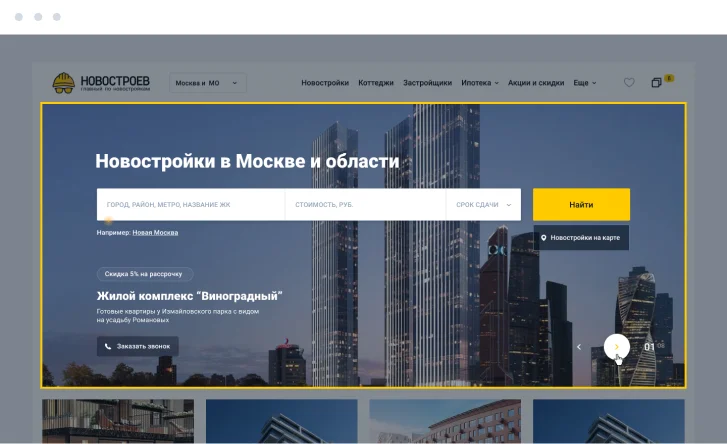 НОВОСТРОЕВ
главный по новостройкам
Москва и МО
Новостройки Коттеджи Застройщики Ипотека Акции и скидки Еще
8
Новостройки в Москве и области
ГОРОД, РАЙОН, МЕТРО, НАЗВАНИЕ ЖК
СТОИМОСТЬ, РУБ.
СРОК СДАЧИ
Найти
Например: Новая Москва
Новостройки на карте
Скидка 5% на рассрочку
Жилой комплекс “Виноградный”
Готовые квартиры у Измайловского парка с видом
на усадьбу Романовых
Заказать звонок
01